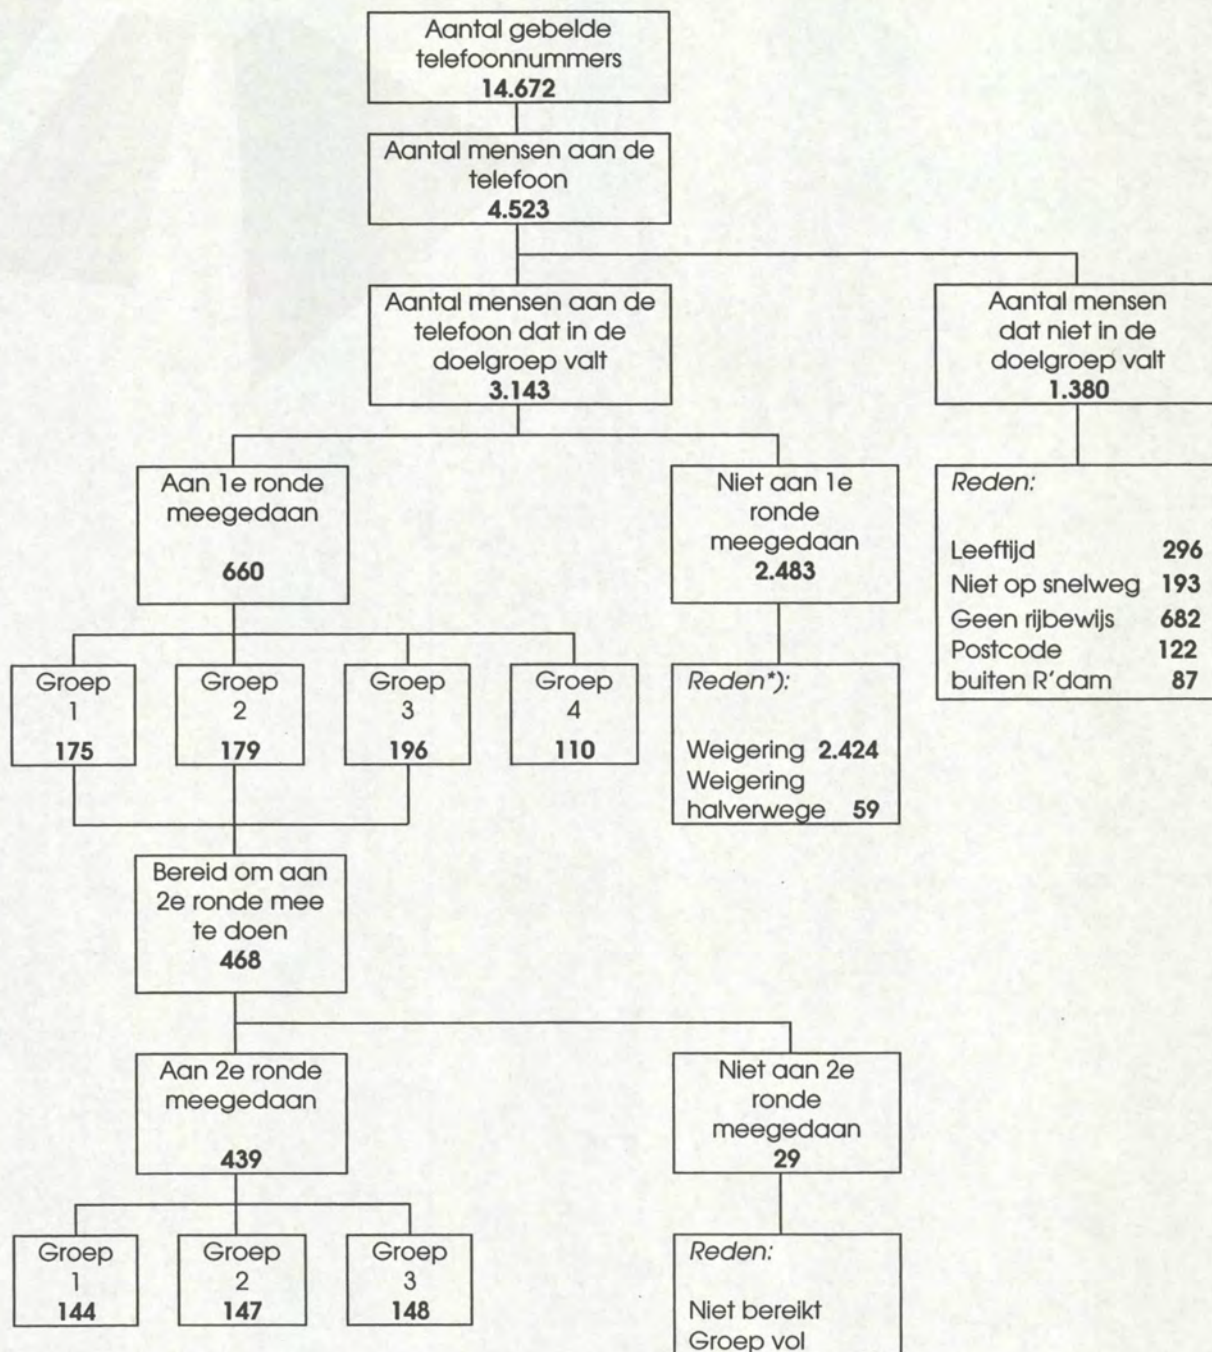 Aantal gebelde
telefoonnummers
14.672
Aantal mensen aan de
telefoon
4.523
Aantal mensen aan de
telefoon dat in de
doelgroep valt
3.143
Aantal mensen
dat niet in de
doelgroep valt
1.380
Aan 1e ronde
meegedaan
660
Niet aan 1e
ronde
meegedaan
2.483
Reden:
Leeftijd 296
Niet op snelweg 193
Geen rijbewijs 682
Postcode 122
buiten R'dam 87
Groep
1
175
Groep
2
179
Groep
3
196
Groep
4
110
Reden*):
Weigering 2.424
Weigering
halverwege 59
Bereid om aan
2e ronde mee
te doen
468
Aan 2e ronde
meegedaan
439
Niet aan 2e
ronde
meegedaan
29
Groep
1
144
Groep
2
147
Groep
3
148
Reden:
Niet bereikt
Groep vol